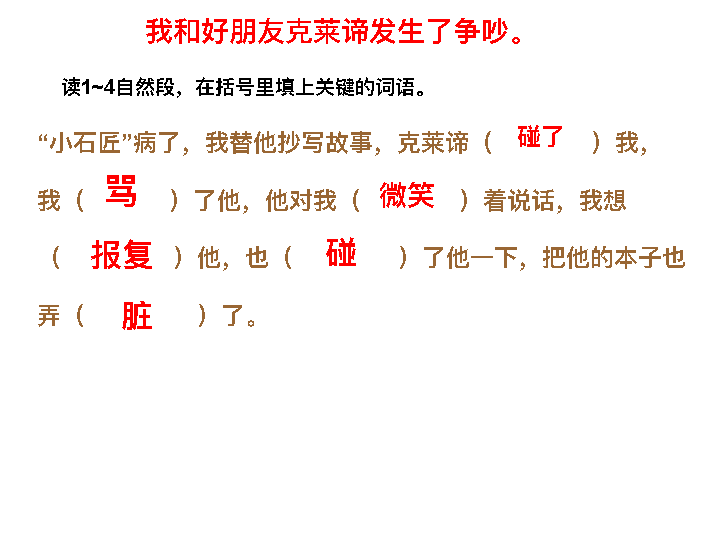 我和好朋友克莱谛发生了争吵。
读1~4自然段，在括号里填上关键的词语。
“小石匠”病了，我替他抄写故事，克莱谛（ 碰了 ）我，
我（ 骂 ）了他，他对我（ 微笑 ）着说话，我想
（ 报复 ）他，也（ 碰 ）了他一下，把他的本子也
弄（ 脏 ）了。